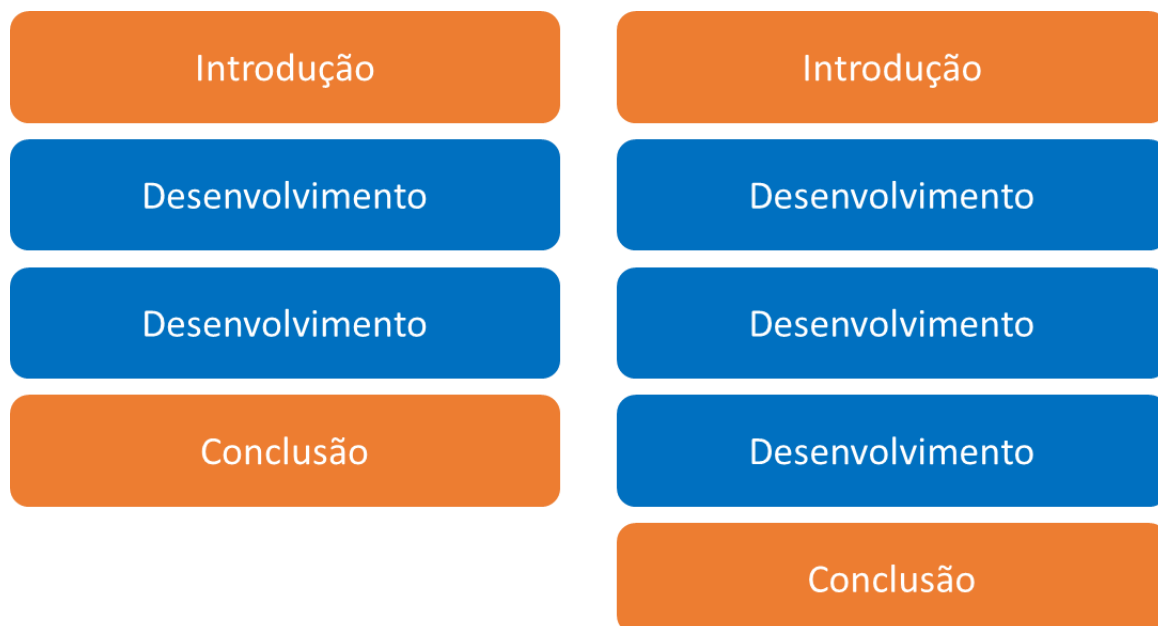 Introdução
Desenvolvimento
Desenvolvimento
Conclusão
Introdução
Desenvolvimento
Desenvolvimento
Desenvolvimento
Conclusão